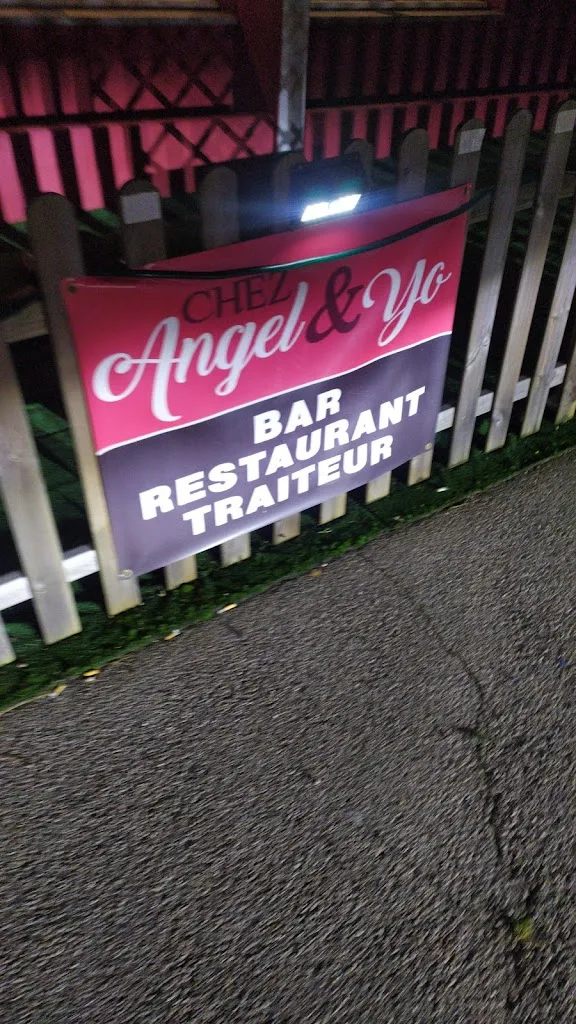 CHEZ
Angel & Yo
BAR
RESTAURANT
TRAITEUR